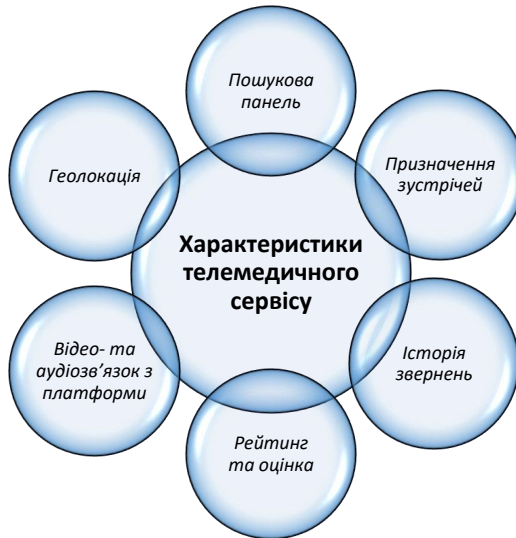 Пошукова
панель
Призначення
зустрічей
Історія
звернень
Рейтинг
та оцінка
Відео- та
аудіозв’язок з
платформи
Геолокація
Характеристики
телемедичного
сервісу